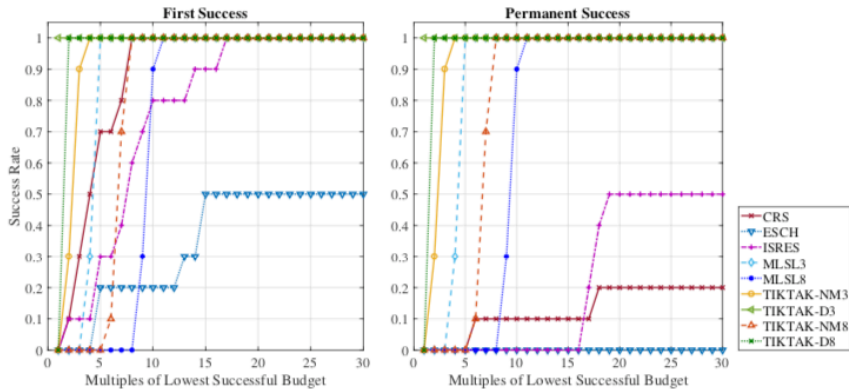 First Success
Permanent Success
Success Rate
1
0.9
0.8
0.7
0.6
0.5
0.4
0.3
0.2
0.1
0
0 5 10 15 20 25 30
Multiples of Lowest Successful Budget
1
0.9
0.8
0.7
0.6
0.5
0.4
0.3
0.2
0.1
0
0 5 10 15 20 25 30
Multiples of Lowest Successful Budget
CRS
ESCH
ISRES
MLSL3
MLSL8
TIKTAK-NM3
TIKTAK-D3
TIKTAK-NM8
TIKTAK-D8